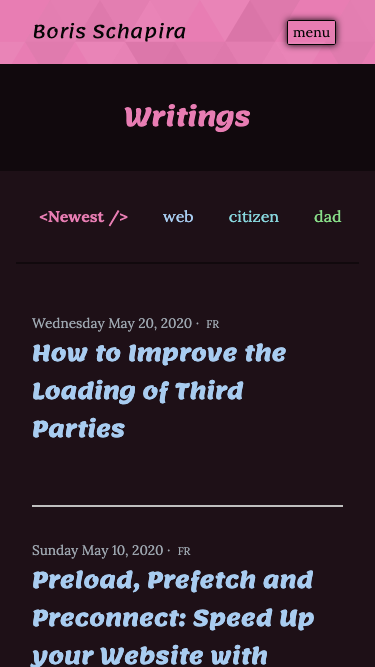 Boris Schapira
menu
Writings
<Newest /> web citizen dad
Wednesday May 20, 2020 · FR
How to Improve the
Loading of Third
Parties
Sunday May 10, 2020 · FR
Preload, Prefetch and
Preconnect: Speed Up
your Website with